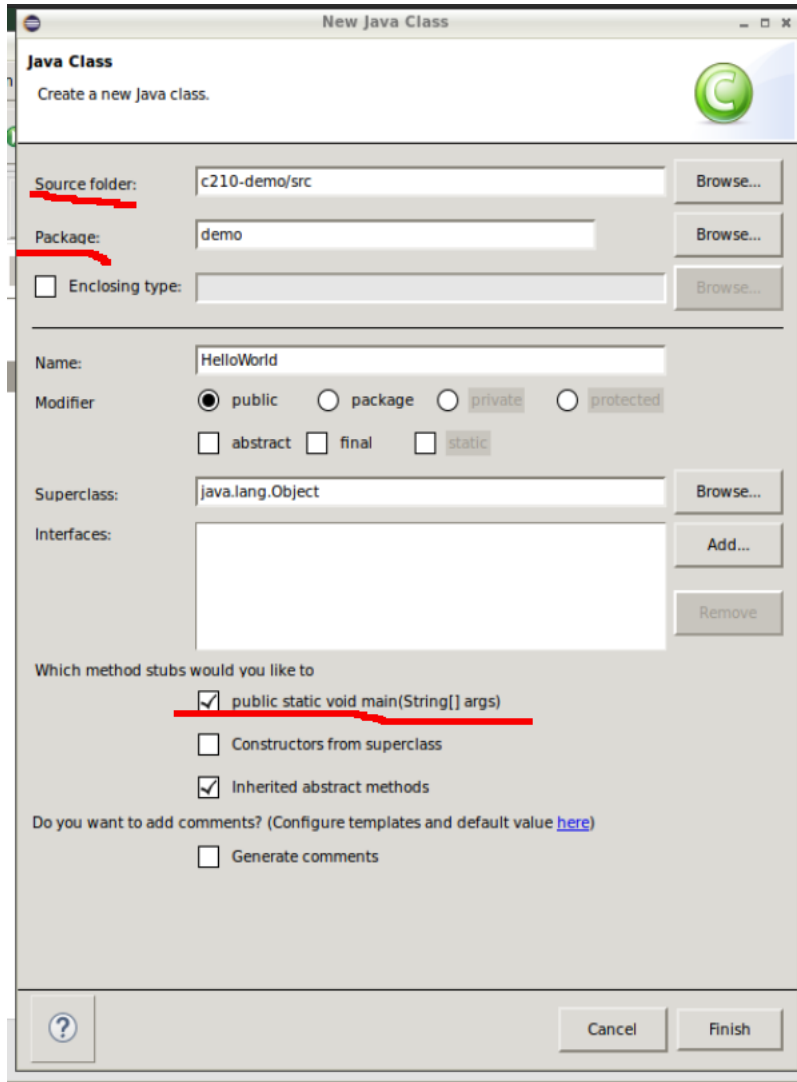 New Java Class
Java Class
Create a new Java class.
C
Source folder: c210-demo/src Browse...
Package: demo Browse...
Enclosing type: Browse...
Name: HelloWorld
Modifier public package private protected
abstract final static
Superclass: java.lang.Object Browse...
Interfaces: Add...
Remove
Which method stubs would you like to
public static void main(String[] args)
Constructors from superclass
Inherited abstract methods
Do you want to add comments? (Configure templates and default value here)
Generate comments
? Cancel Finish